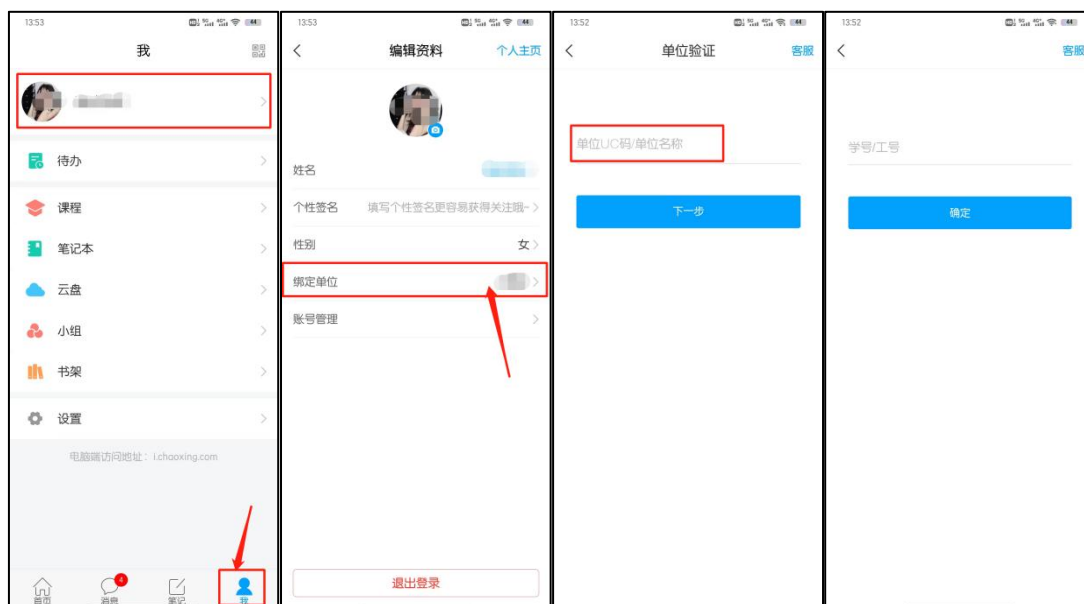 13:53
44
我
待办
课程
笔记本
云盘
小组
书架
设置
电脑端访问地址：i.chaoxing.com
首页
4
消息
笔记
我
13:53
44
编辑资料
个人主页
姓名
个性签名 填写个性签名更容易获得关注哦~
性别 女
绑定单位
账号管理
退出登录
13:52
44
单位验证
客服
单位UC码/单位名称
下一步
13:52
44
客服
学号/工号
确定